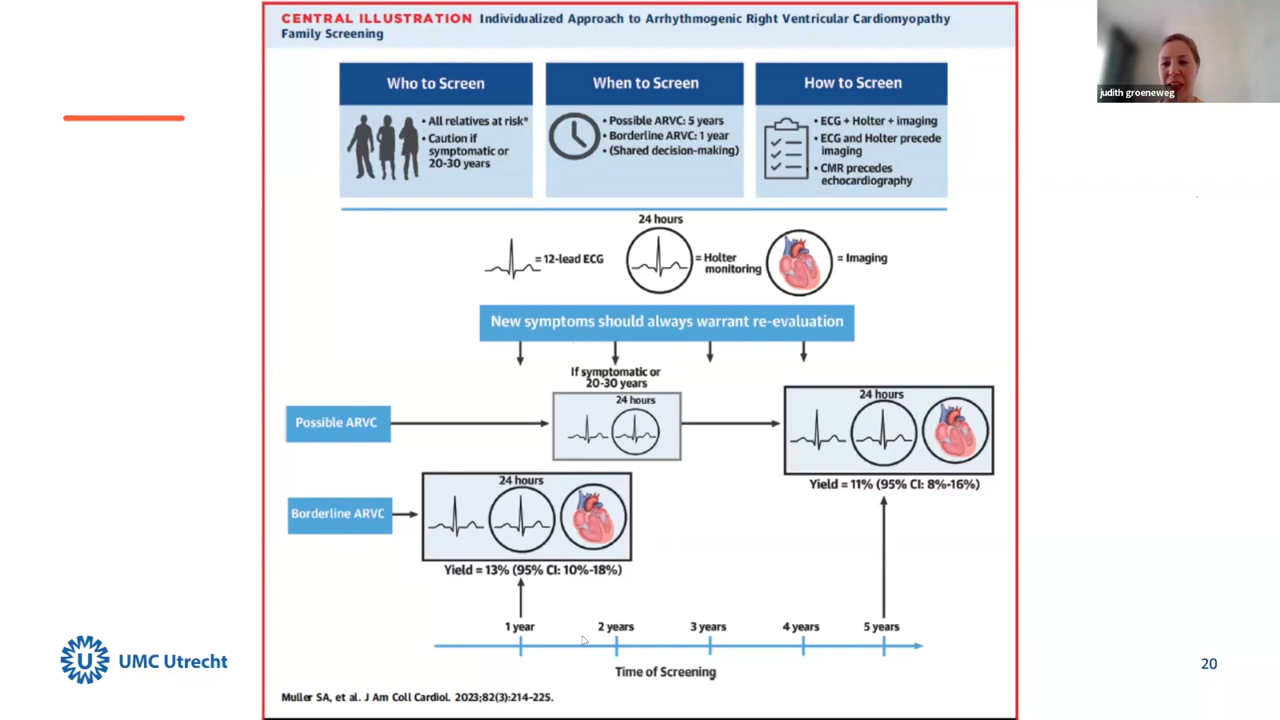 CENTRAL ILLUSTRATION Individualized Approach to Arrhythmogenic Right Ventricular Cardiomyopathy
Family Screening
judith groeneweg
Who to Screen
• All relatives at risk*
• Caution if
symptomatic or
20-30 years
When to Screen
• Possible ARVC: 5 years
• Borderline ARVC: 1 year
• (Shared decision-making)
How to Screen
• ECG + Holter + imaging
• ECG and Holter precede
imaging
• CMR precedes
echocardiography
= 12-lead ECG
24 hours
= Holter
monitoring
= Imaging
New symptoms should always warrant re-evaluation
If symptomatic or
20-30 years
24 hours
24 hours
Possible ARVC
Yield = 11% (95% CI: 8%-16%)
24 hours
Borderline ARVC
Yield = 13% (95% CI: 10%-18%)
1 year
2 years
3 years
4 years
5 years
Time of Screening
U
UMC Utrecht
20
Muller SA, et al. J Am Coll Cardiol. 2023;82(3):214-225.